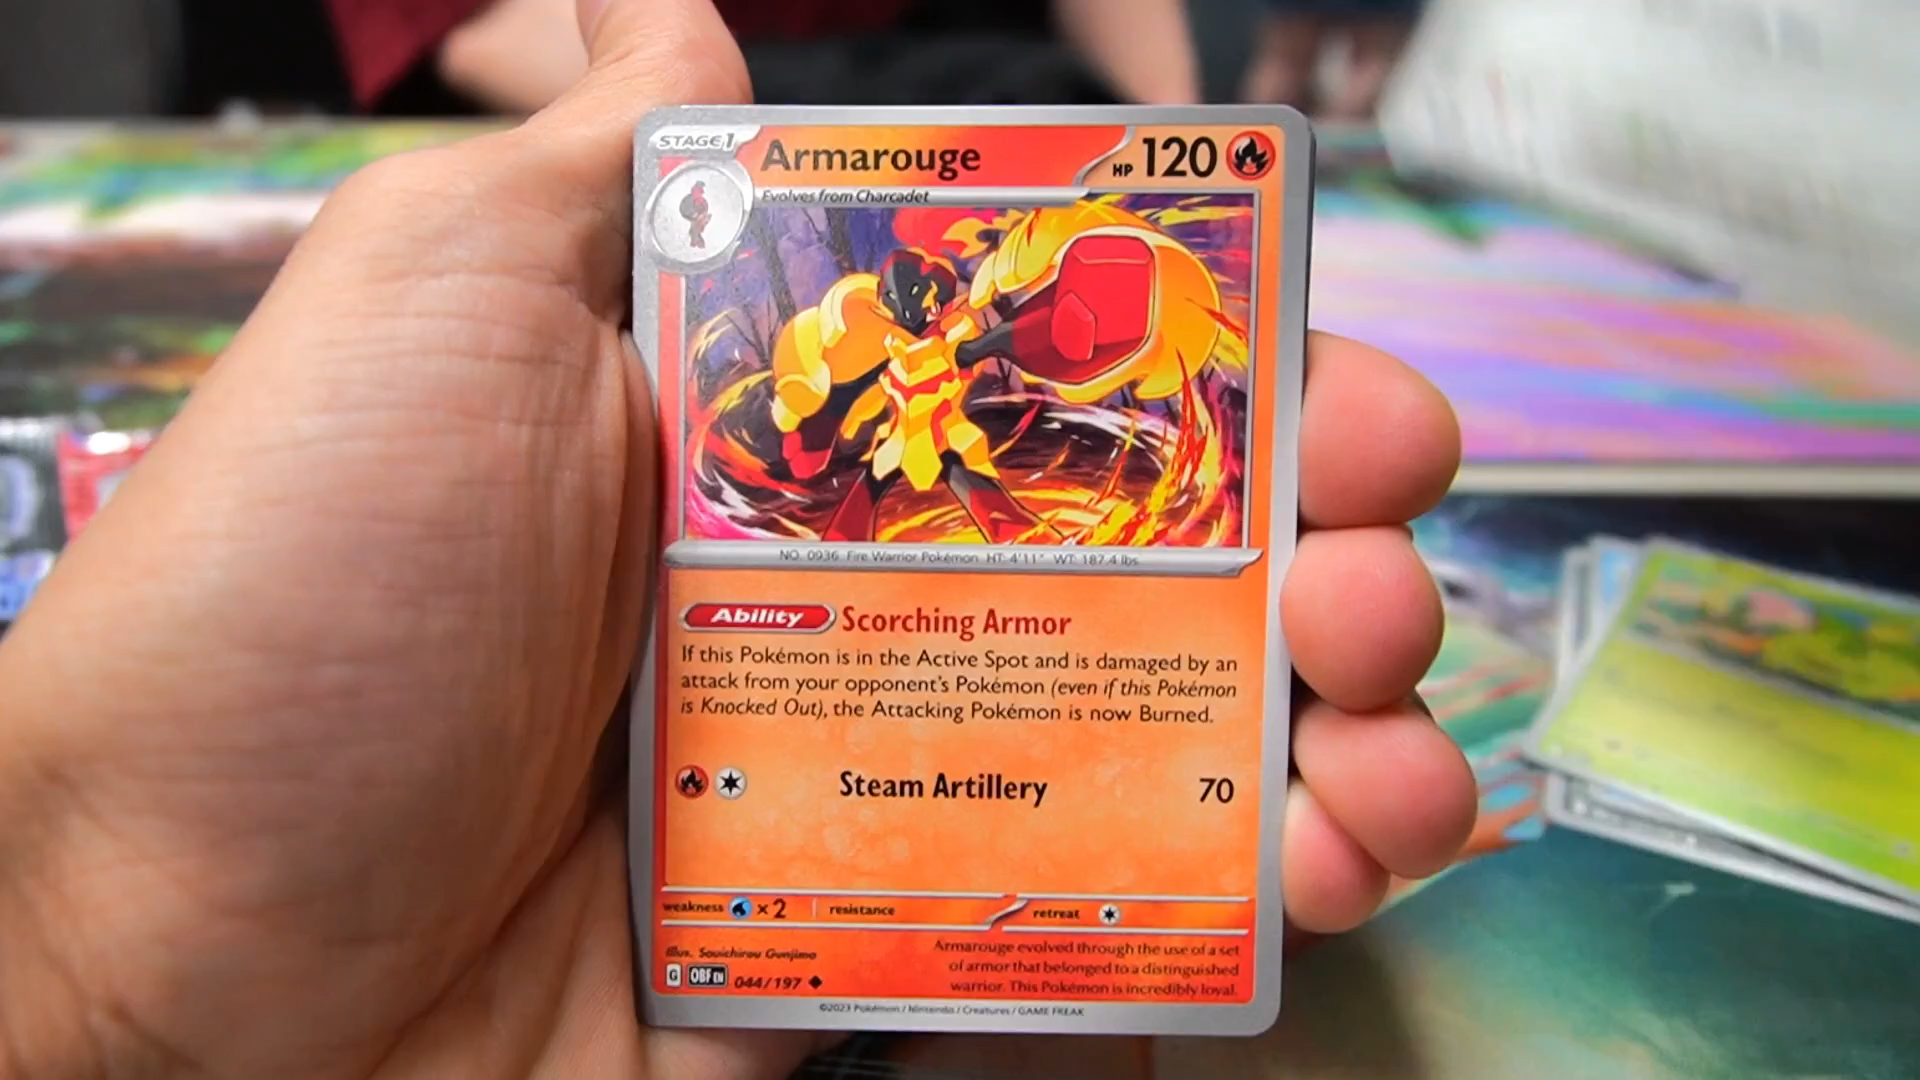 STAGE 1 Armarouge HP 120
Evolves from Charcadet
NO. 0936 Fire Warrior Pokémon HT: 4'11" WT: 187.4 lbs
Ability Scorching Armor
If this Pokémon is in the Active Spot and is damaged by an
attack from your opponent's Pokémon (even if this Pokémon
is Knocked Out), the Attacking Pokémon is now Burned.
Steam Artillery 70
weakness ×2 resistance retreat
Illus. Souichirou Gunjima
G OBF EN 044/197
Armarouge evolved through the use of a set
of armor that belonged to a distinguished
warrior. This Pokémon is incredibly loyal.
©2023 Pokémon / Nintendo / Creatures / GAME FREAK